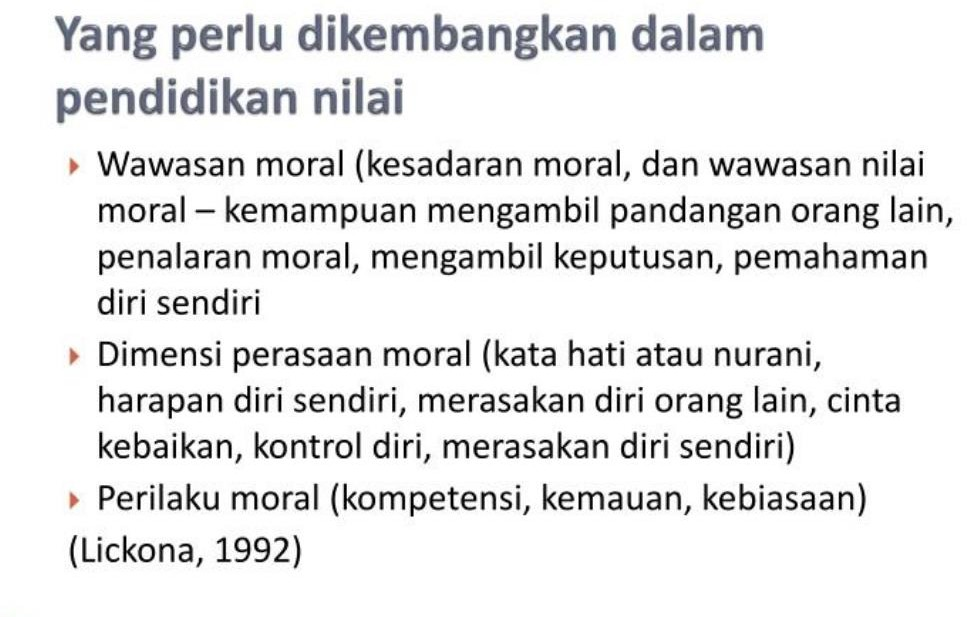 Yang perlu dikembangkan dalam
pendidikan nilai
Wawasan moral (kesadaran moral, dan wawasan nilai
moral – kemampuan mengambil pandangan orang lain,
penalaran moral, mengambil keputusan, pemahaman
diri sendiri
Dimensi perasaan moral (kata hati atau nurani,
harapan diri sendiri, merasakan diri orang lain, cinta
kebaikan, kontrol diri, merasakan diri sendiri)
Perilaku moral (kompetensi, kemauan, kebiasaan)
(Lickona, 1992)